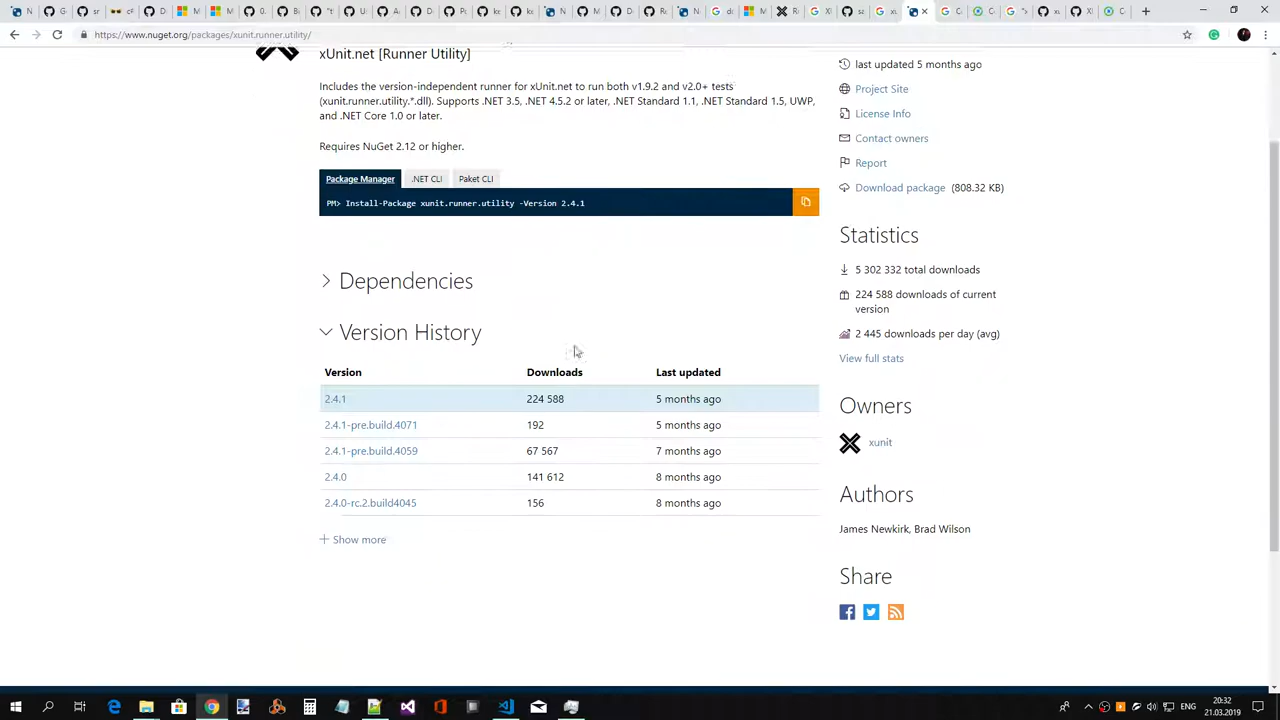 https://www.nuget.org/packages/xunit.runner.utility/
xUnit.net [Runner Utility]
Includes the version-independent runner for xUnit.net to run both v1.9.2 and v2.0+ tests
(xunit.runner.utility.*.dll). Supports .NET 3.5, .NET 4.5.2 or later, .NET Standard 1.1, .NET Standard 1.5, UWP,
and .NET Core 1.0 or later.
Requires NuGet 2.12 or higher.
Package Manager .NET CLI Paket CLI
PM> Install-Package xunit.runner.utility -Version 2.4.1
Dependencies
Version History
Version Downloads Last updated
2.4.1 224 588 5 months ago
2.4.1-pre.build.4071 192 5 months ago
2.4.1-pre.build.4059 67 567 7 months ago
2.4.0 141 612 8 months ago
2.4.0-rc.2.build4045 156 8 months ago
Show more
last updated 5 months ago
Project Site
License Info
Contact owners
Report
Download package (808.32 KB)
Statistics
5 302 332 total downloads
224 588 downloads of current
version
2 445 downloads per day (avg)
View full stats
Owners
xunit
Authors
James Newkirk, Brad Wilson
Share
ENG
20:32
21.03.2019